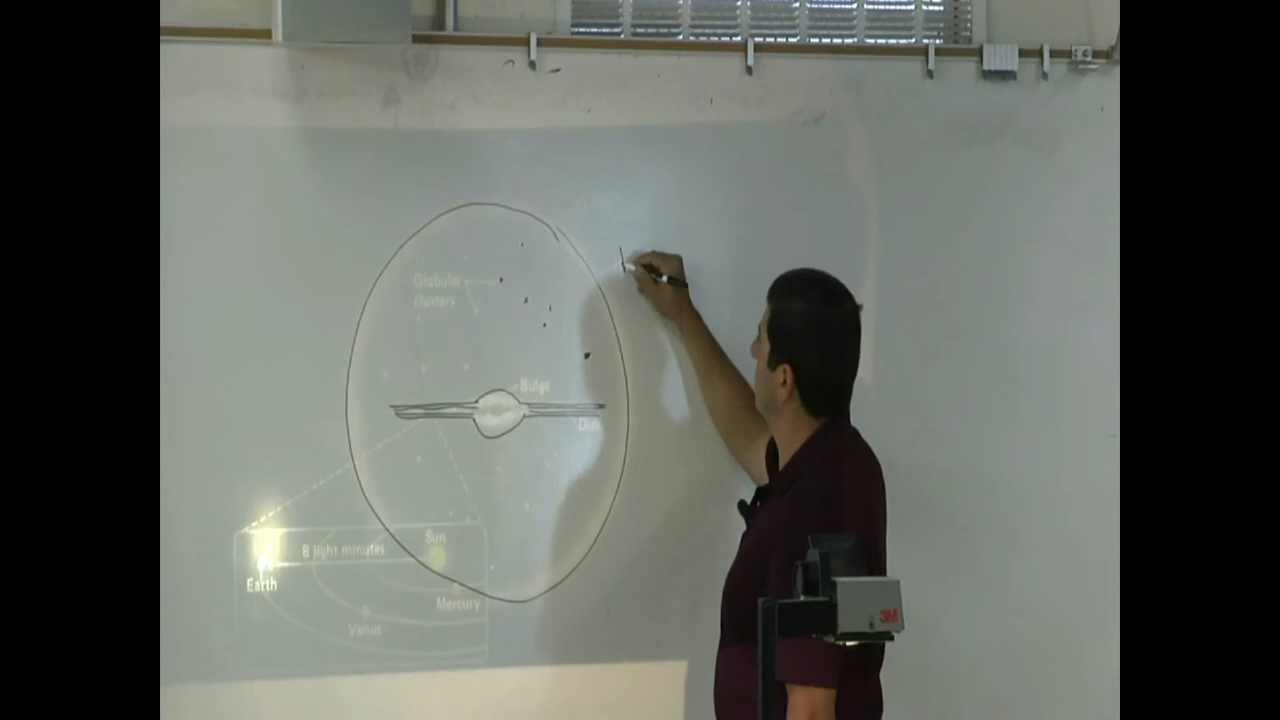 Globular
clusters
Bulge
Disk
Sun
8 light minutes
Earth
Mercury
Venus
3M